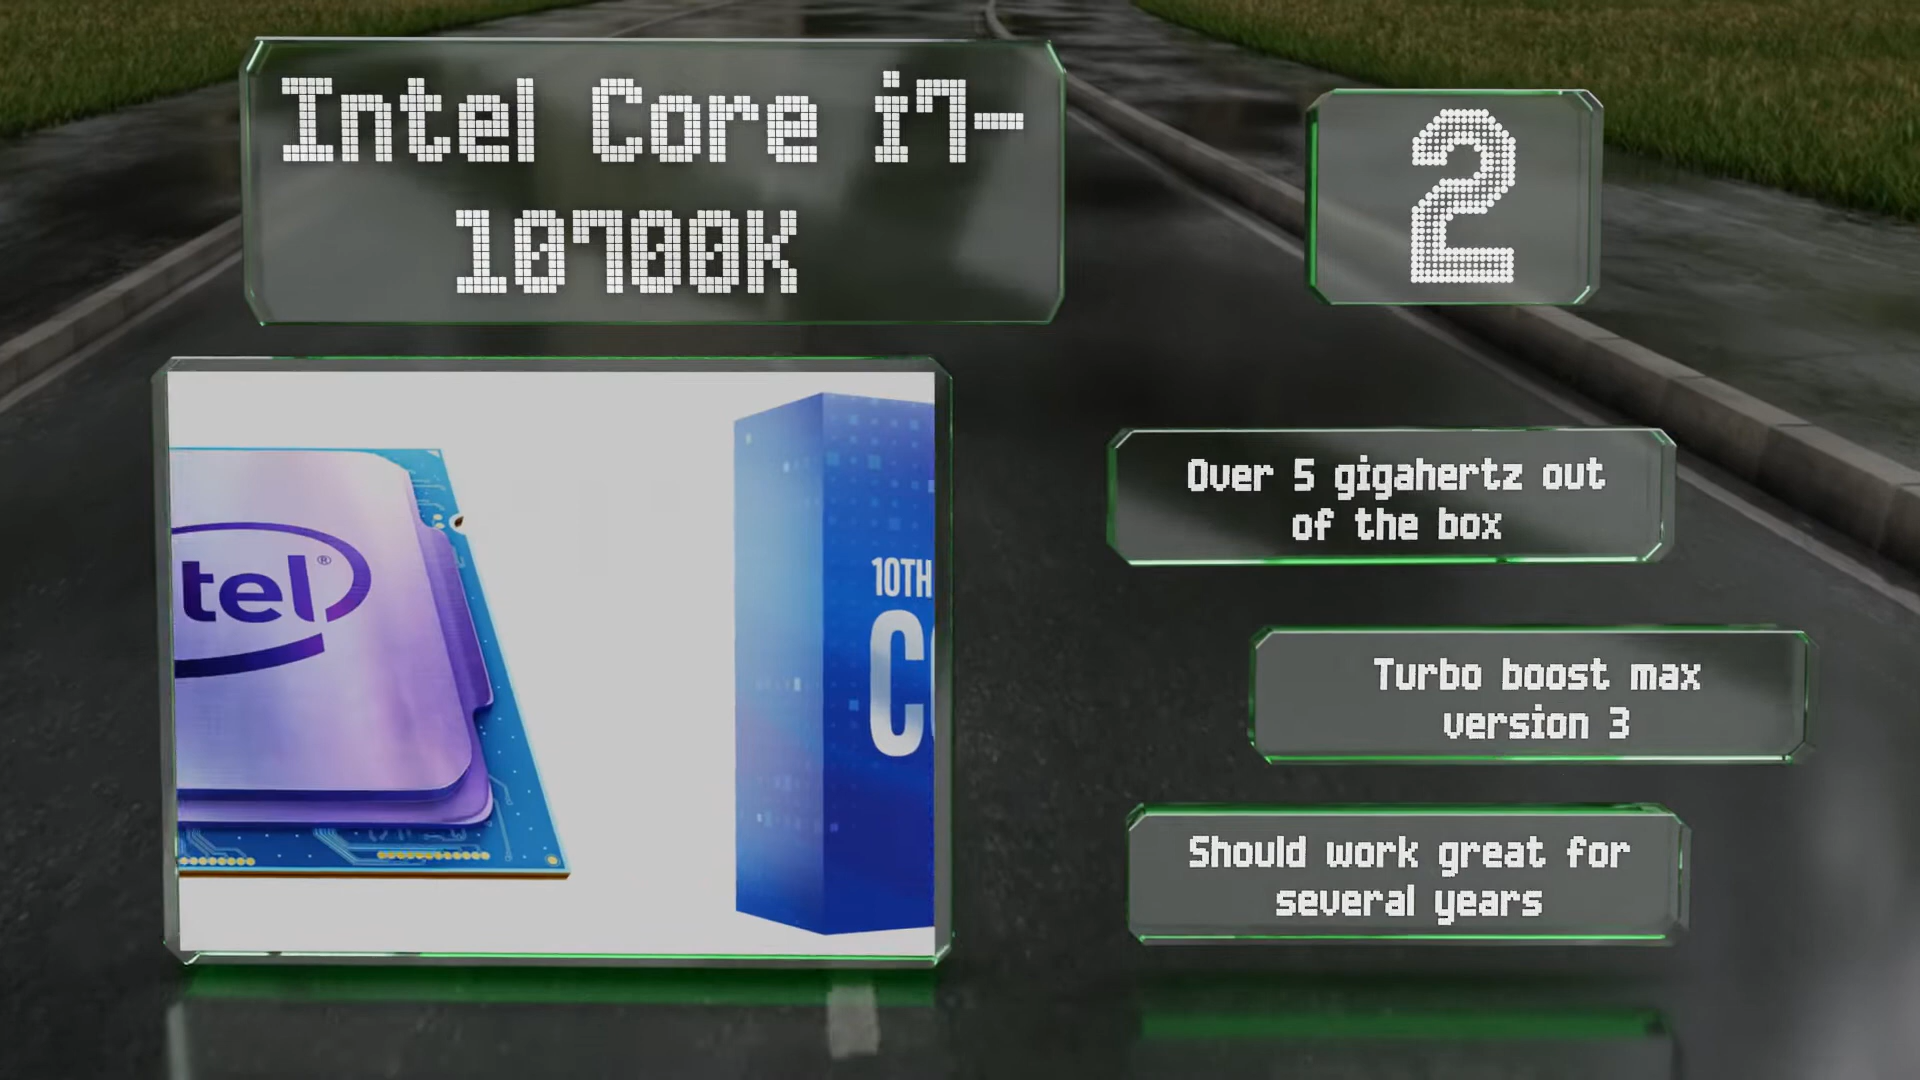 Intel Core i7-
10700K
2
Over 5 gigahertz out
of the box
Turbo boost max
version 3
Should work great for
several years
tel®
10TH